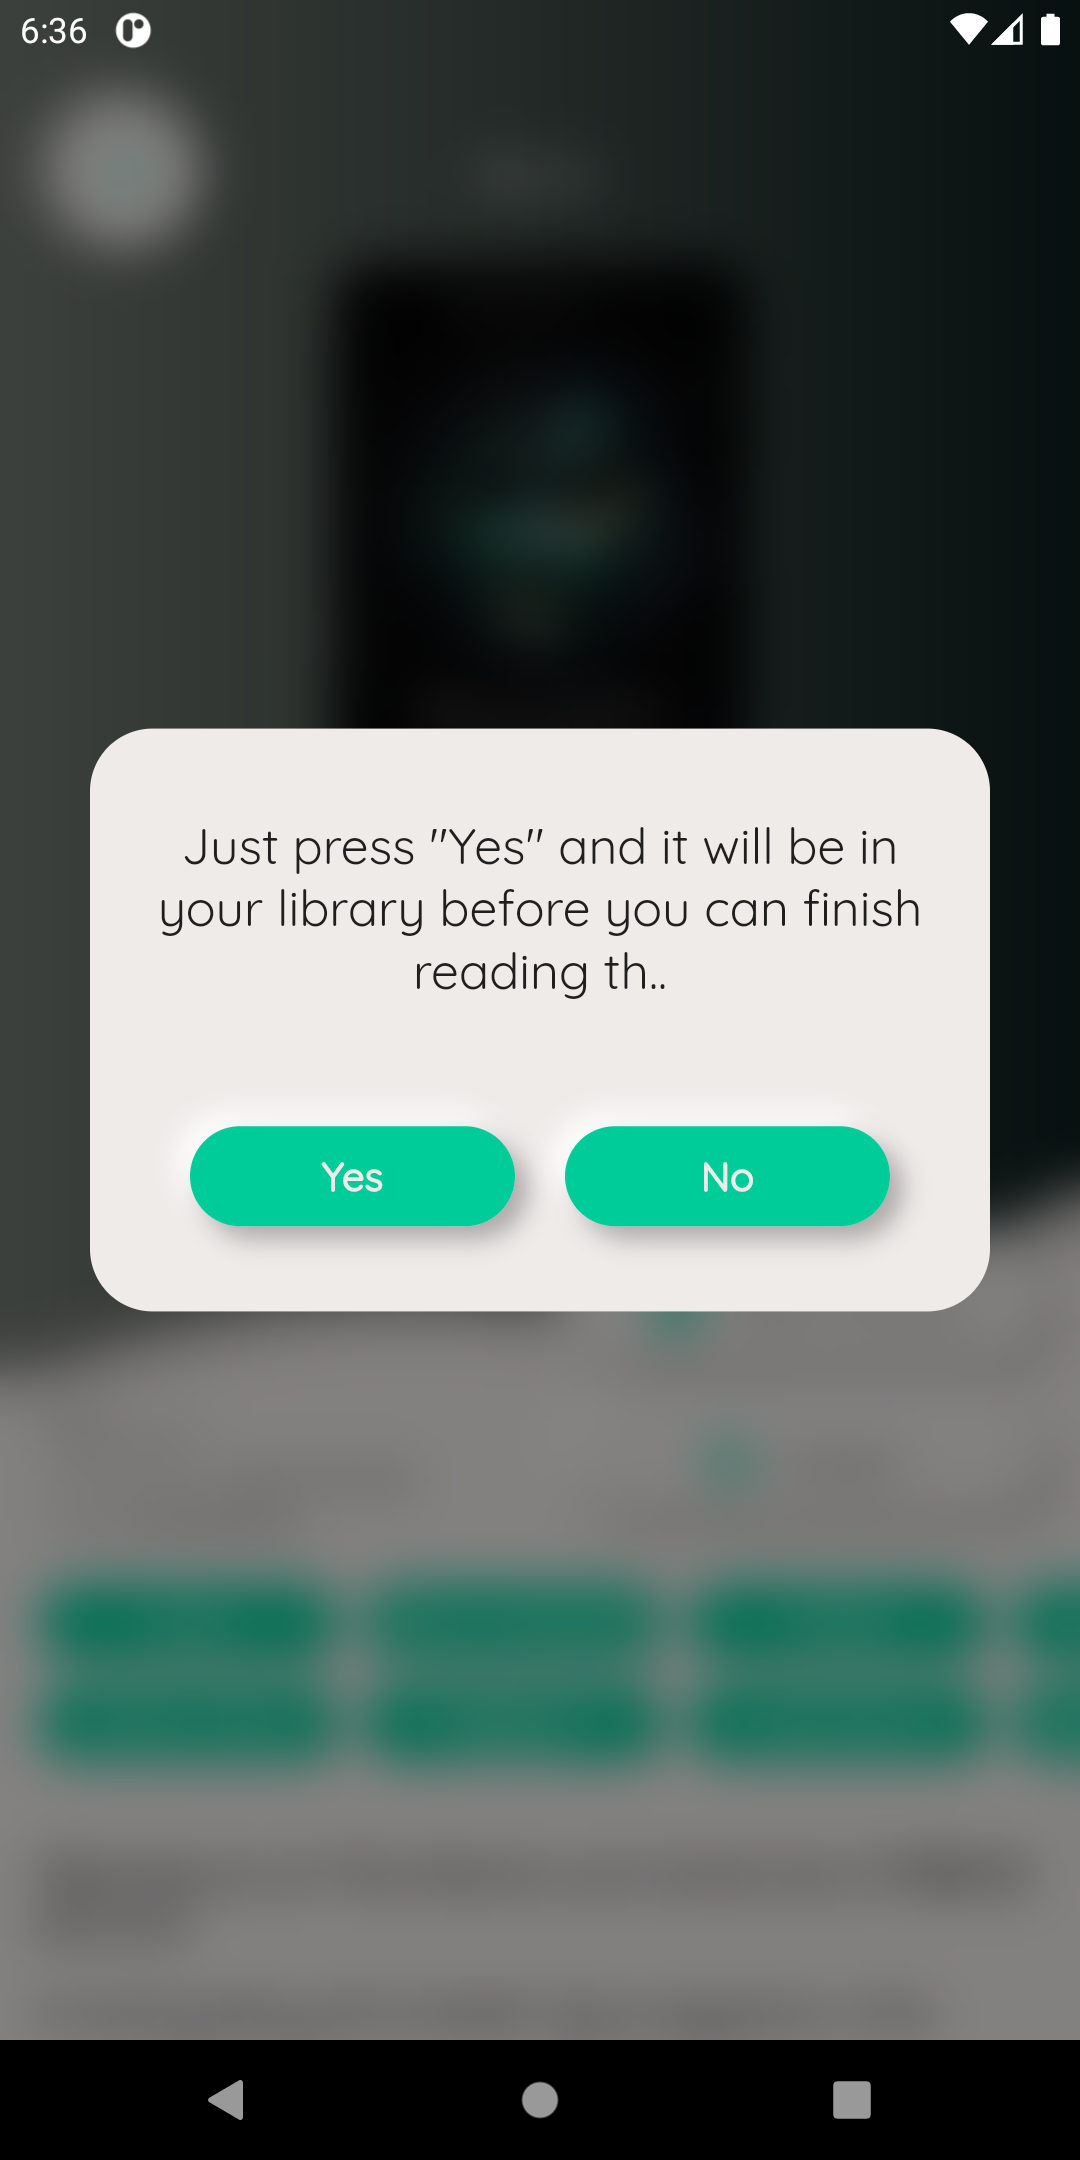 6:36
Just press "Yes" and it will be in
your library before you can finish
reading th..
Yes
No